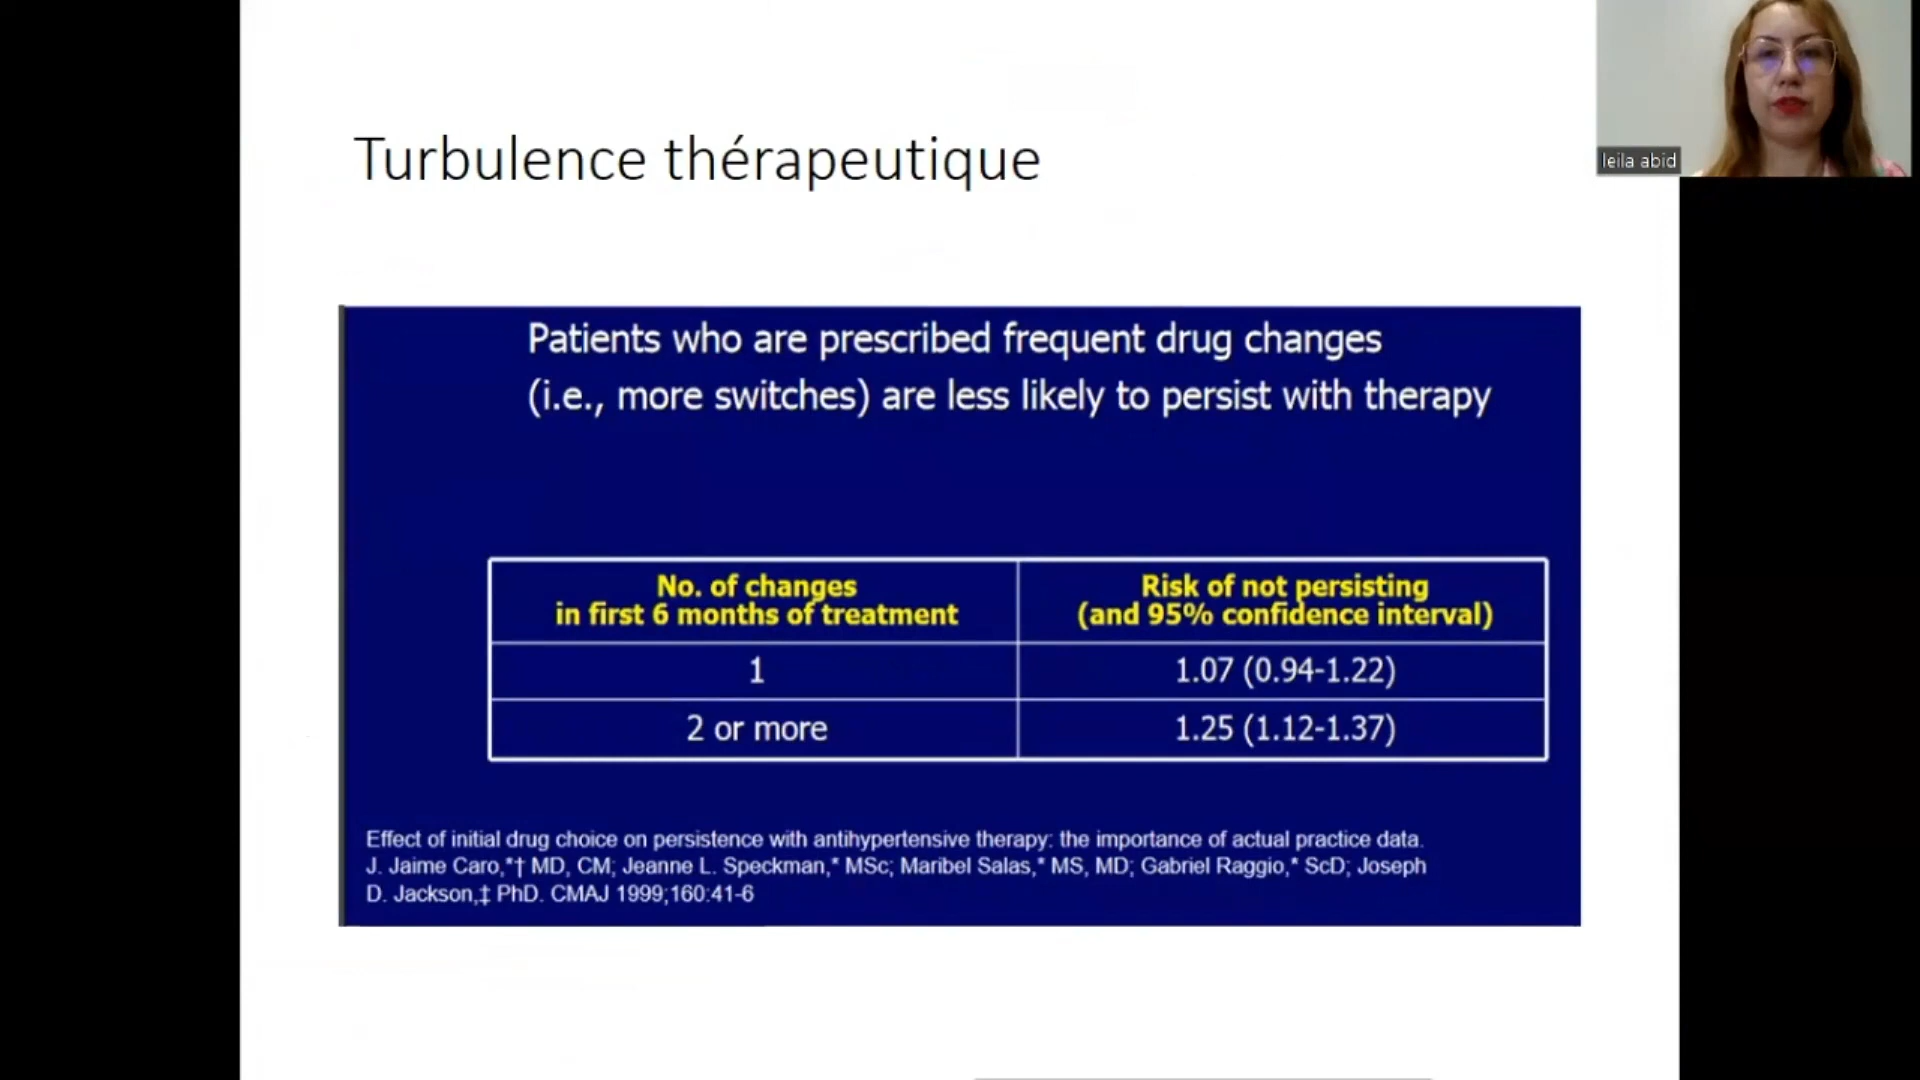 Turbulence thérapeutique
leila abid
Patients who are prescribed frequent drug changes
(i.e., more switches) are less likely to persist with therapy
No. of changes
in first 6 months of treatment
Risk of not persisting
(and 95% confidence interval)
1
1.07 (0.94-1.22)
2 or more
1.25 (1.12-1.37)
Effect of initial drug choice on persistence with antihypertensive therapy: the importance of actual practice data.
J. Jaime Caro,*† MD, CM; Jeanne L. Speckman,* MSc; Maribel Salas,* MS, MD; Gabriel Raggio,* ScD; Joseph
D. Jackson,‡ PhD. CMAJ 1999;160:41-6